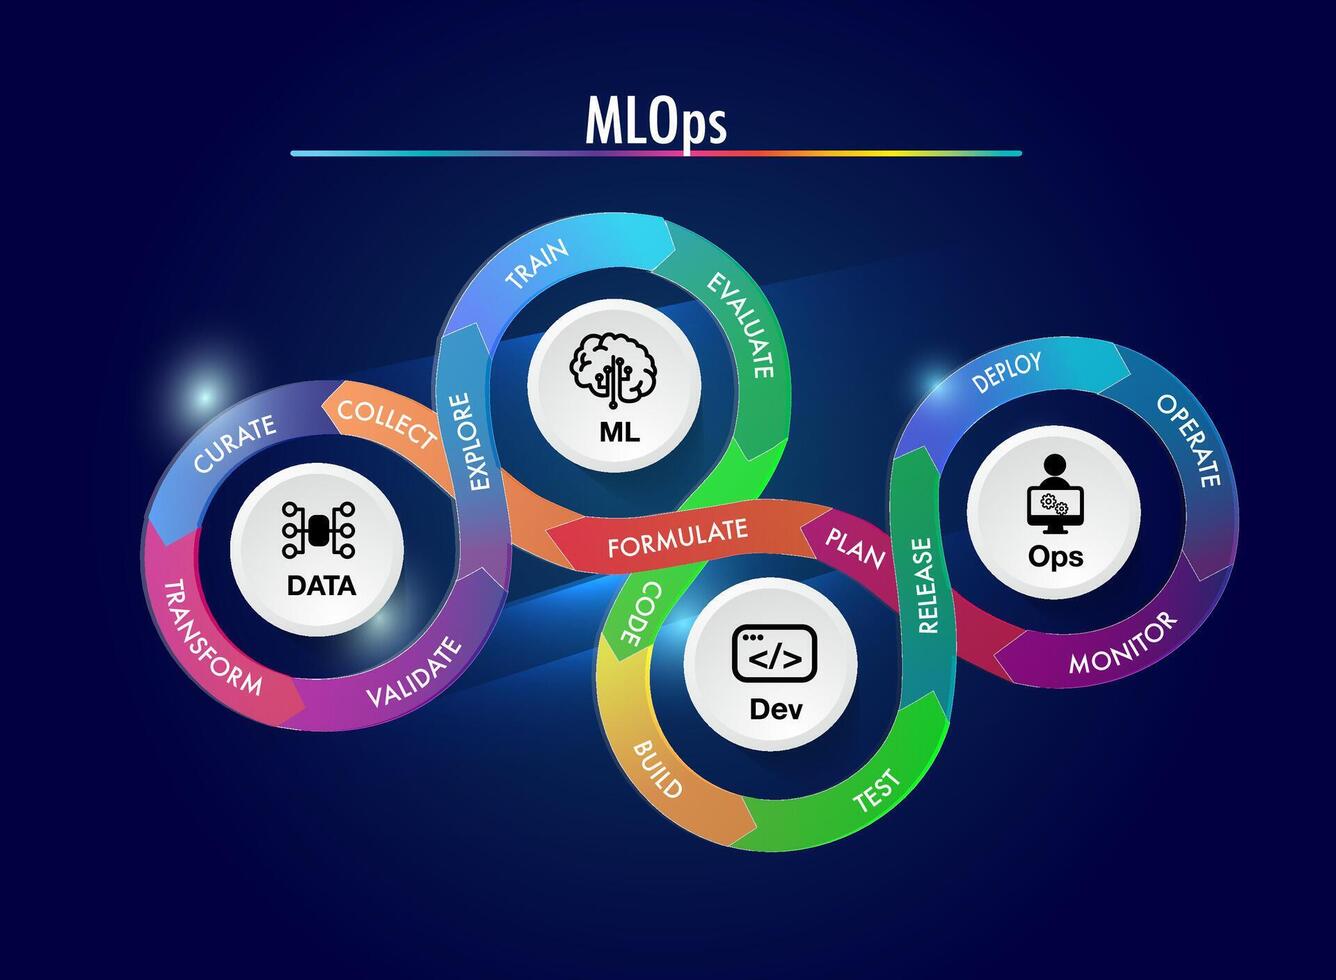 MLOps
TRAIN
EVALUATE
EXPLORE
ML
COLLECT
CURATE
DATA
TRANSFORM
VALIDATE
FORMULATE
PLAN
CODE
Dev
BUILD
TEST
RELEASE
DEPLOY
OPERATE
Ops
MONITOR